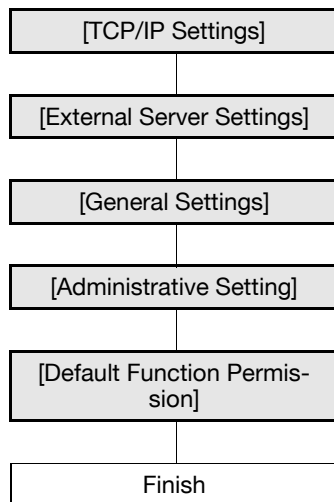 [TCP/IP Settings]
[External Server Settings]
[General Settings]
[Administrative Setting]
[Default Function Permis-
sion]
Finish